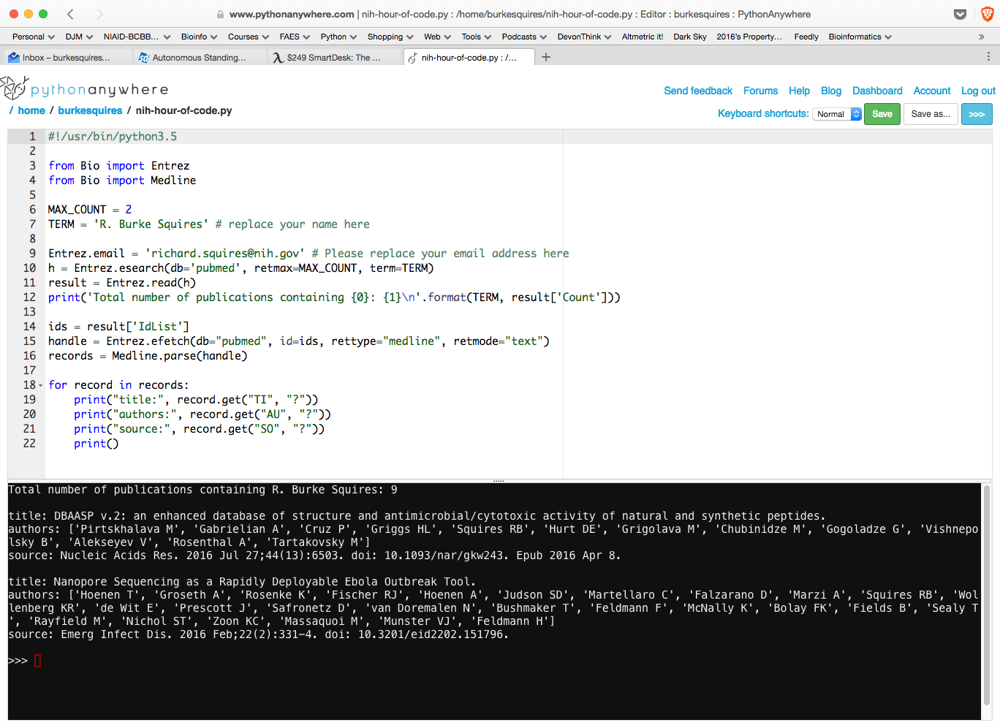 www.pythonanywhere.com | nih-hour-of-code.py : /home/burkesquires/nih-hour-of-code.py : Editor : burkesquires : PythonAnywhere
Personal DJM NIAID-BCBB... Bioinfo Courses FAES Python Shopping Web Tools Podcasts DevonThink Altmetric it! Dark Sky 2016's Property... Feedly Bioinformatics »
Inbox – burkesquires... Autonomous Standing... $249 SmartDesk: The ... nih-hour-of-code.py : /... +
pythonanywhere
Send feedback Forums Help Blog Dashboard Account Log out
/ home / burkesquires / nih-hour-of-code.py
Keyboard shortcuts: Normal Save Save as... >>>
1 #!/usr/bin/python3.5
2
3 from Bio import Entrez
4 from Bio import Medline
5
6 MAX_COUNT = 2
7 TERM = 'R. Burke Squires' # replace your name here
8
9 Entrez.email = 'richard.squires@nih.gov' # Please replace your email address here
10 h = Entrez.esearch(db='pubmed', retmax=MAX_COUNT, term=TERM)
11 result = Entrez.read(h)
12 print('Total number of publications containing {0}: {1}\n'.format(TERM, result['Count']))
13
14 ids = result['IdList']
15 handle = Entrez.efetch(db="pubmed", id=ids, rettype="medline", retmode="text")
16 records = Medline.parse(handle)
17
18 for record in records:
19     print("title:", record.get("TI", "?"))
20     print("authors:", record.get("AU", "?"))
21     print("source:", record.get("SO", "?"))
22     print()
Total number of publications containing R. Burke Squires: 9
title: DBAASP v.2: an enhanced database of structure and antimicrobial/cytotoxic activity of natural and synthetic peptides.
authors: ['Pirtskhalava M', 'Gabrielian A', 'Cruz P', 'Griggs HL', 'Squires RB', 'Hurt DE', 'Grigolava M', 'Chubinidze M', 'Gogoladze G', 'Vishnepo
lsky B', 'Alekseyev V', 'Rosenthal A', 'Tartakovsky M']
source: Nucleic Acids Res. 2016 Jul 27;44(13):6503. doi: 10.1093/nar/gkw243. Epub 2016 Apr 8.
title: Nanopore Sequencing as a Rapidly Deployable Ebola Outbreak Tool.
authors: ['Hoenen T', 'Groseth A', 'Rosenke K', 'Fischer RJ', 'Hoenen A', 'Judson SD', 'Martellaro C', 'Falzarano D', 'Marzi A', 'Squires RB', 'Wol
lenberg KR', 'de Wit E', 'Prescott J', 'Safronetz D', 'van Doremalen N', 'Bushmaker T', 'Feldmann F', 'McNally K', 'Bolay FK', 'Fields B', 'Sealy T
', 'Rayfield M', 'Nichol ST', 'Zoon KC', 'Massaquoi M', 'Munster VJ', 'Feldmann H']
source: Emerg Infect Dis. 2016 Feb;22(2):331-4. doi: 10.3201/eid2202.151796.
>>>